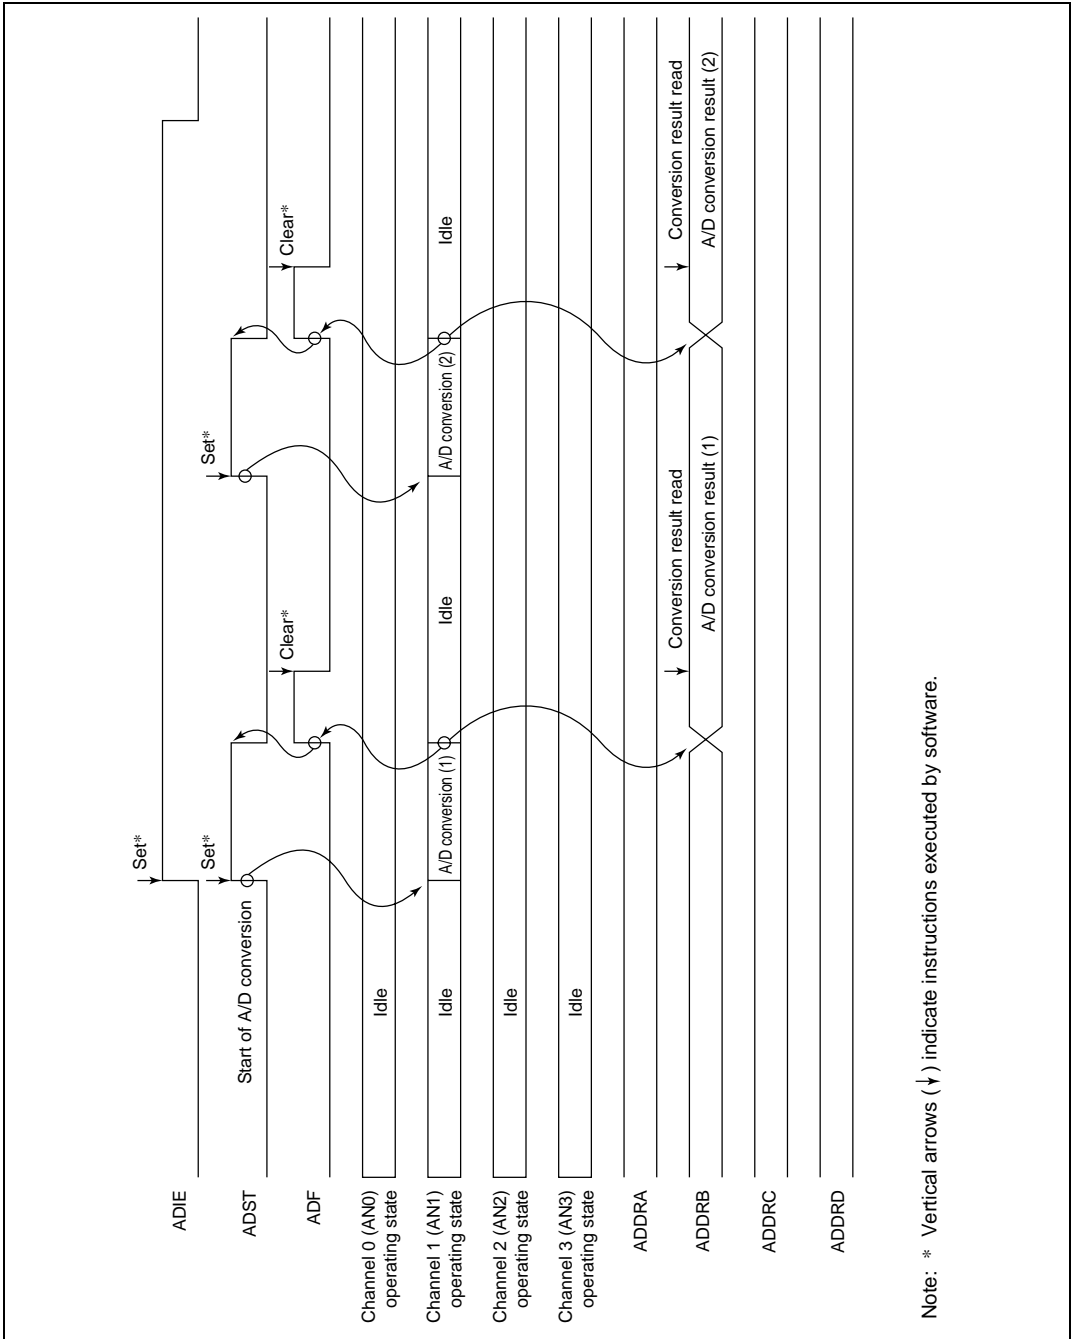 Set*
ADIE
Set*
Set*
Start of A/D conversion
ADST
Clear*
Clear*
ADF
Channel 0 (AN0)
operating state
Idle
Channel 1 (AN1)
operating state
Idle
A/D conversion (1)
Idle
A/D conversion (2)
Idle
Channel 2 (AN2)
operating state
Idle
Channel 3 (AN3)
operating state
Idle
ADDRA
Conversion result read
Conversion result read
ADDRB
A/D conversion result (1)
A/D conversion result (2)
ADDRC
ADDRD
Note: * Vertical arrows (↓) indicate instructions executed by software.